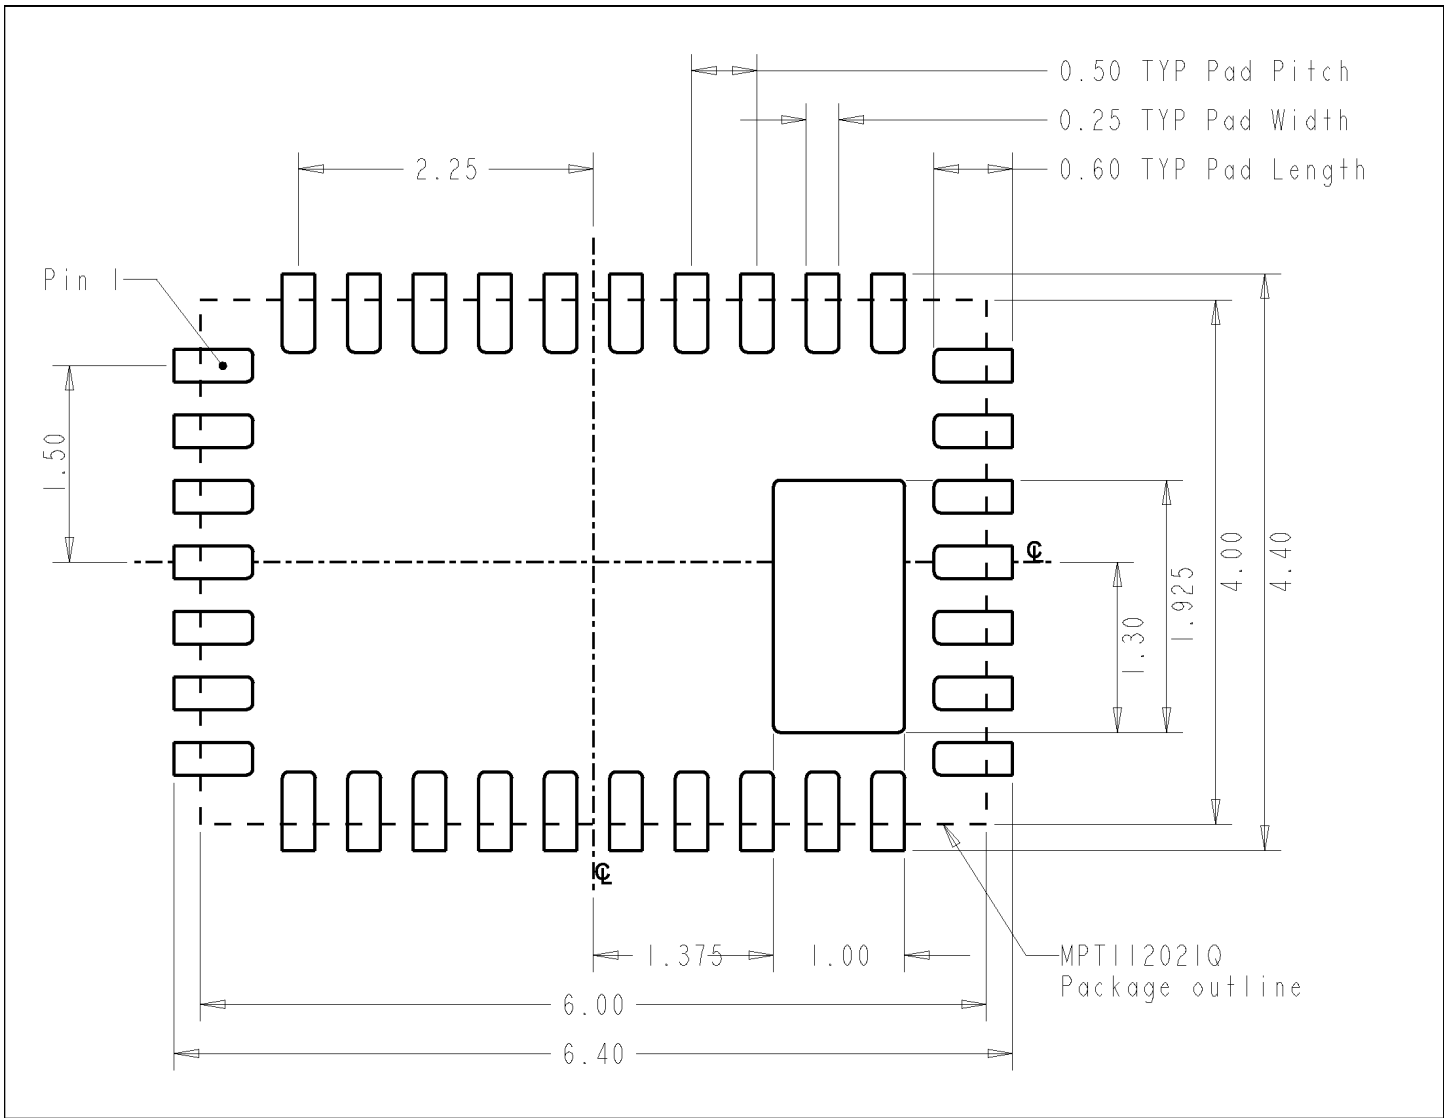 0.50 TYP Pad Pitch
0.25 TYP Pad Width
2.25
0.60 TYP Pad Length
Pin 1
1.50
℄
4.00
4.40
1.925
1.30
℄
1.375
1.00
MPT112021Q
Package outline
6.00
6.40